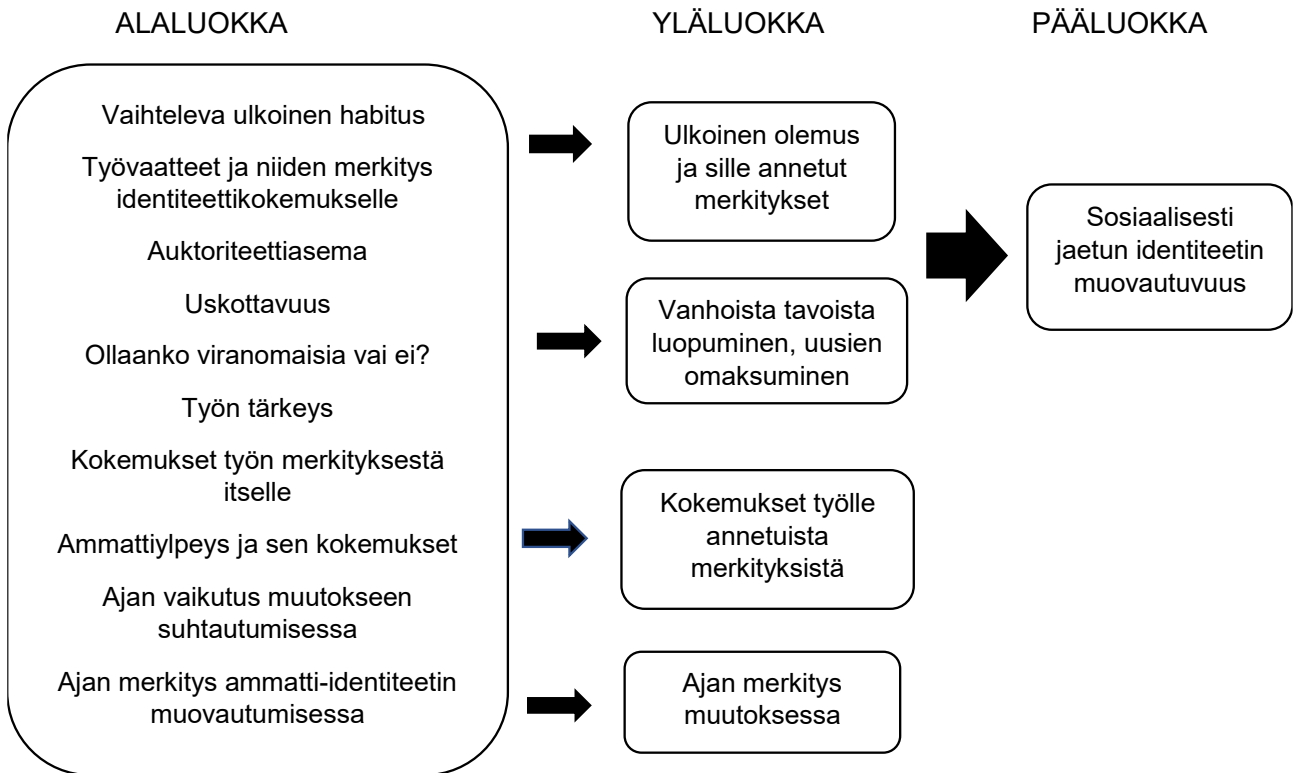 ALALUOKKA
YLÄLUOKKA
PÄÄLUOKKA
Vaihteleva ulkoinen habitus
Työvaatteet ja niiden merkitys
identiteettikokemukselle
Auktoriteettiasema
Uskottavuus
Ollaanko viranomaisia vai ei?
Työn tärkeys
Kokemukset työn merkityksestä
itselle
Ammattiylpeys ja sen kokemukset
Ajan vaikutus muutokseen
suhtautumisessa
Ajan merkitys ammatti-identiteetin
muovautumisessa
Ulkoinen olemus
ja sille annetut
merkitykset
Vanhoista tavoista
luopuminen, uusien
omaksuminen
Kokemukset työlle
annetuista
merkityksistä
Ajan merkitys
muutoksessa
Sosiaalisesti
jaetun identiteetin
muovautuvuus